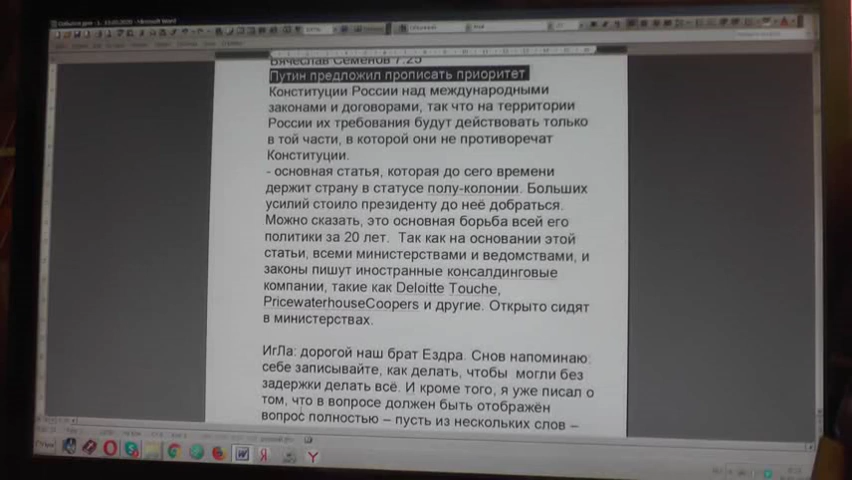 Вячеслав Семенов 7:25
Путин предложил прописать приоритет
Конституции России над международными
законами и договорами, так что на территории
России их требования будут действовать только
в той части, в которой они не противоречат
Конституции.
- основная статья, которая до сего времени
держит страну в статусе полу-колонии. Больших
усилий стоило президенту до неё добраться.
Можно сказать, это основная борьба всей его
политики за 20 лет. Так как на основании этой
статьи, всеми министерствами и ведомствами, и
законы пишут иностранные консалдинговые
компании, такие как Deloitte Touche,
PricewaterhouseCoopers и другие. Открыто сидят
в министерствах.
ИгЛа: дорогой наш брат Ездра. Снов напоминаю:
себе записывайте, как делать, чтобы могли без
задержки делать всё. И кроме того, я уже писал о
том, что в вопросе должен быть отображён
вопрос полностью – пусть из нескольких слов –